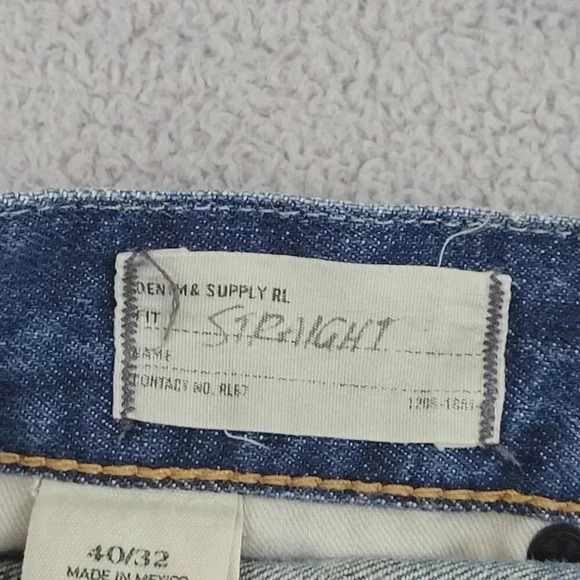 DENIM & SUPPLY RL
FIT STRAIGHT
NAME
CONTACT NO. RL67
40/32
MADE IN MEXICO